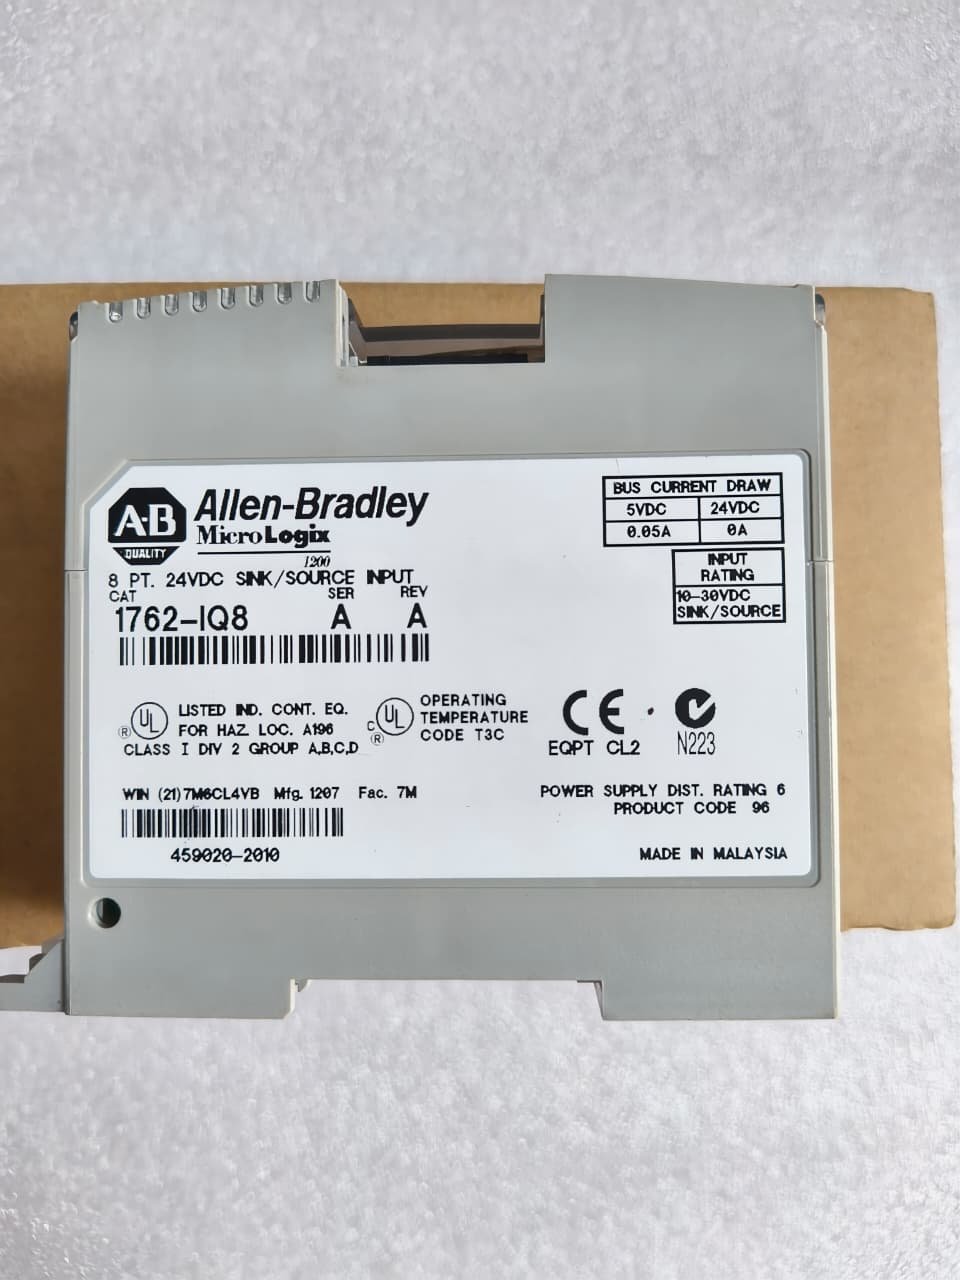 A-B
QUALITY
Allen-Bradley
MicroLogix
1200
8 PT. 24VDC SINK/SOURCE INPUT
CAT SER REV
1762-IQ8 A A
BUS CURRENT DRAW
5VDC 24VDC
0.05A 0A
INPUT
RATING
10-30VDC
SINK/SOURCE
UL
®
LISTED IND. CONT. EQ.
FOR HAZ. LOC. A196
CLASS I DIV 2 GROUP A,B,C,D
C UL
®
OPERATING
TEMPERATURE
CODE T3C
CE
EQPT CL2
N223
WIN (21)7M6CL4VB Mfg. 1207 Fac. 7M
459020-2010
POWER SUPPLY DIST. RATING 6
PRODUCT CODE 96
MADE IN MALAYSIA